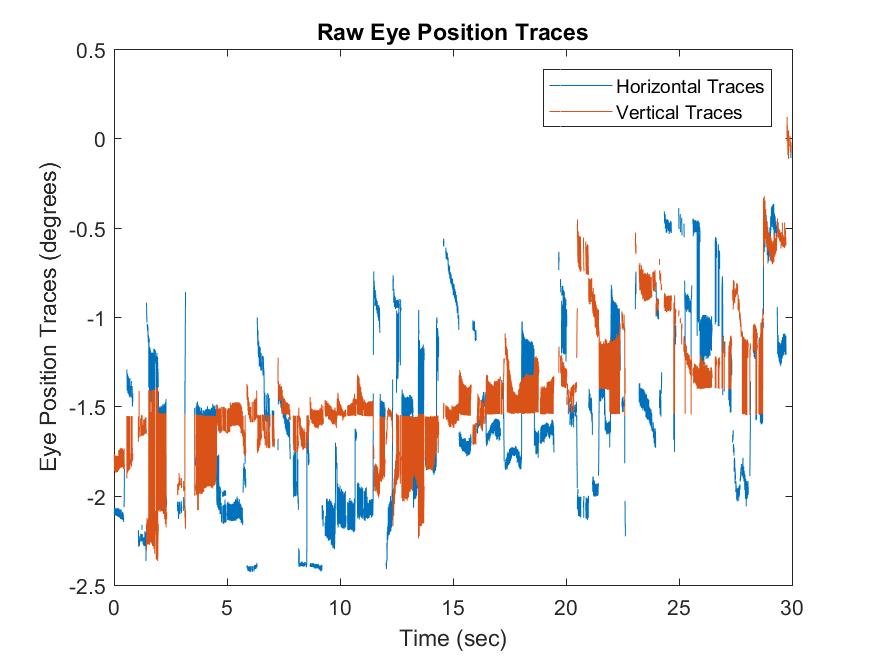 Raw Eye Position Traces
Horizontal Traces
Vertical Traces
Eye Position Traces (degrees)
0.5
0
-0.5
-1
-1.5
-2
-2.5
0 5 10 15 20 25 30
Time (sec)